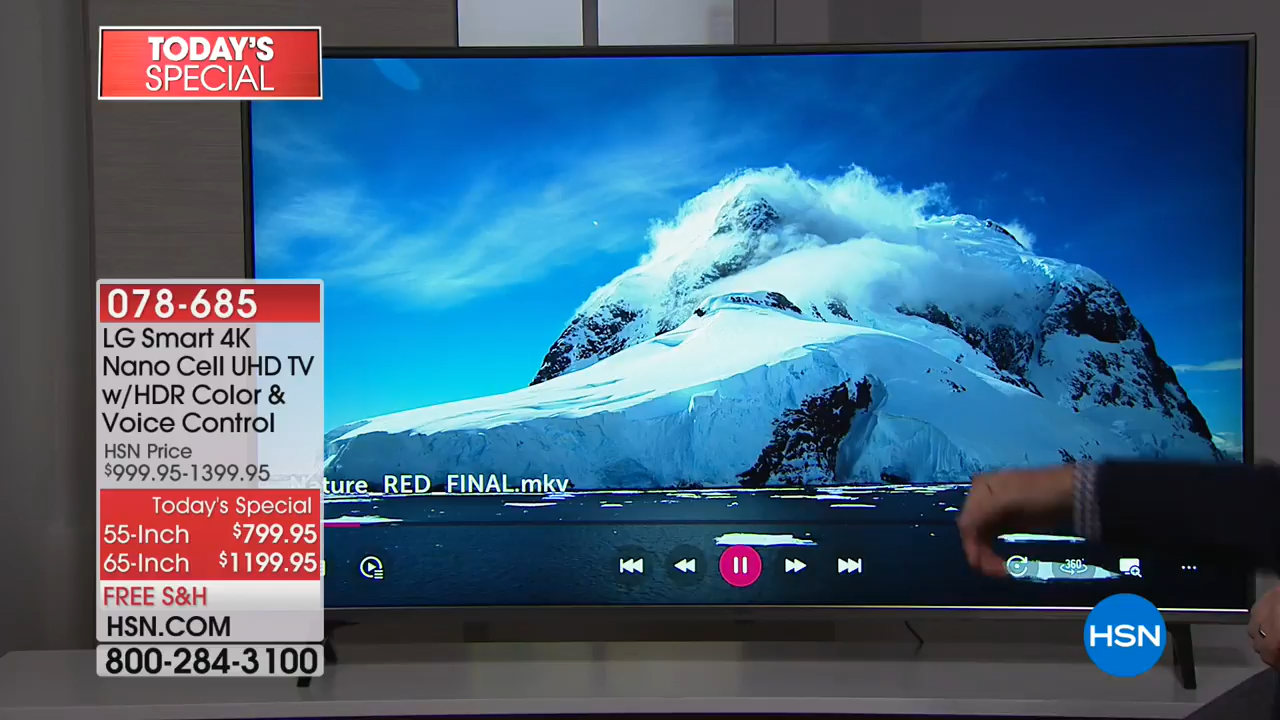 TODAY'S
SPECIAL
078-685
LG Smart 4K
Nano Cell UHD TV
w/HDR Color &
Voice Control
HSN Price
$999.95-1399.95
Today's Special
55-Inch $799.95
65-Inch $1199.95
FREE S&H
HSN.COM
800-284-3100
ture_RED_FINAL.mkv
360°
HSN